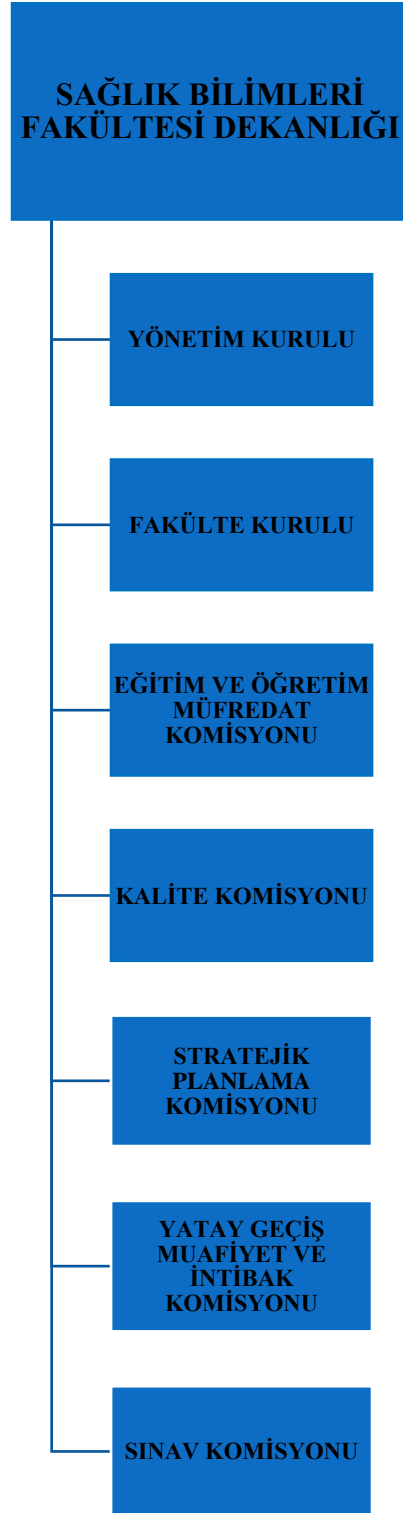 SAĞLIK BİLİMLERİ
FAKÜLTESİ DEKANLIĞI
YÖNETİM KURULU
FAKÜLTE KURULU
EĞİTİM VE ÖĞRETİM
MÜFREDAT
KOMİSYONU
KALİTE KOMİSYONU
STRATEJİK
PLANLAMA
KOMİSYONU
YATAY GEÇİŞ
MUAFİYET VE
İNTİBAK
KOMİSYONU
SINAV KOMİSYONU